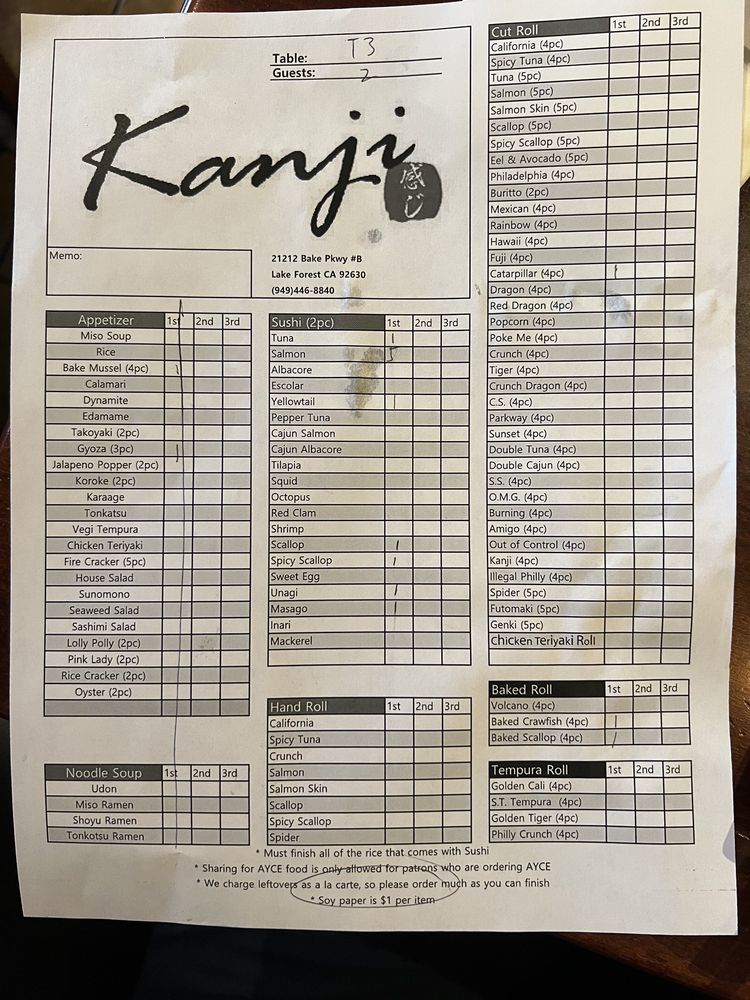 Table: T3
Guests: 2
Kanji
感じ
Memo:
21212 Bake Pkwy #B
Lake Forest CA 92630
(949)446-8840
Appetizer 1st 2nd 3rd
Miso Soup
Rice
Bake Mussel (4pc) 1
Calamari
Dynamite
Edamame
Takoyaki (2pc)
Gyoza (3pc) 1
Jalapeno Popper (2pc)
Koroke (2pc)
Karaage
Tonkatsu
Vegi Tempura
Chicken Teriyaki
Fire Cracker (5pc)
House Salad
Sunomono
Seaweed Salad
Sashimi Salad
Lolly Polly (2pc)
Pink Lady (2pc)
Rice Cracker (2pc)
Oyster (2pc)
Noodle Soup 1st 2nd 3rd
Udon
Miso Ramen
Shoyu Ramen
Tonkotsu Ramen
Sushi (2pc) 1st 2nd 3rd
Tuna 1
Salmon 5
Albacore
Escolar
Yellowtail 1
Pepper Tuna
Cajun Salmon
Cajun Albacore
Tilapia
Squid
Octopus
Red Clam
Shrimp
Scallop 1
Spicy Scallop 1
Sweet Egg
Unagi 1
Masago 1
Inari
Mackerel
Hand Roll 1st 2nd 3rd
California
Spicy Tuna
Crunch
Salmon
Salmon Skin
Scallop
Spicy Scallop
Spider
Cut Roll 1st 2nd 3rd
California (4pc)
Spicy Tuna (4pc)
Tuna (5pc)
Salmon (5pc)
Salmon Skin (5pc)
Scallop (5pc)
Spicy Scallop (5pc)
Eel & Avocado (5pc)
Philadelphia (4pc)
Buritto (2pc)
Mexican (4pc)
Rainbow (4pc)
Hawaii (4pc)
Fuji (4pc)
Catarpillar (4pc) 1
Dragon (4pc)
Red Dragon (4pc)
Popcorn (4pc)
Poke Me (4pc)
Crunch (4pc)
Tiger (4pc)
Crunch Dragon (4pc)
C.S. (4pc)
Parkway (4pc)
Sunset (4pc)
Double Tuna (4pc)
Double Cajun (4pc)
S.S. (4pc)
O.M.G. (4pc)
Burning (4pc)
Amigo (4pc)
Out of Control (4pc)
Kanji (4pc)
Illegal Philly (4pc)
Spider (5pc)
Futomaki (5pc)
Genki (5pc)
Chicken Teriyaki Roll
Baked Roll 1st 2nd 3rd
Volcano (4pc)
Baked Crawfish (4pc) 1
Baked Scallop (4pc) 1
Tempura Roll 1st 2nd 3rd
Golden Cali (4pc)
S.T. Tempura (4pc)
Golden Tiger (4pc)
Philly Crunch (4pc)
* Must finish all of the rice that comes with Sushi
* Sharing for AYCE food is only allowed for patrons who are ordering AYCE
* We charge leftovers as a la carte, so please order much as you can finish
* Soy paper is $1 per item